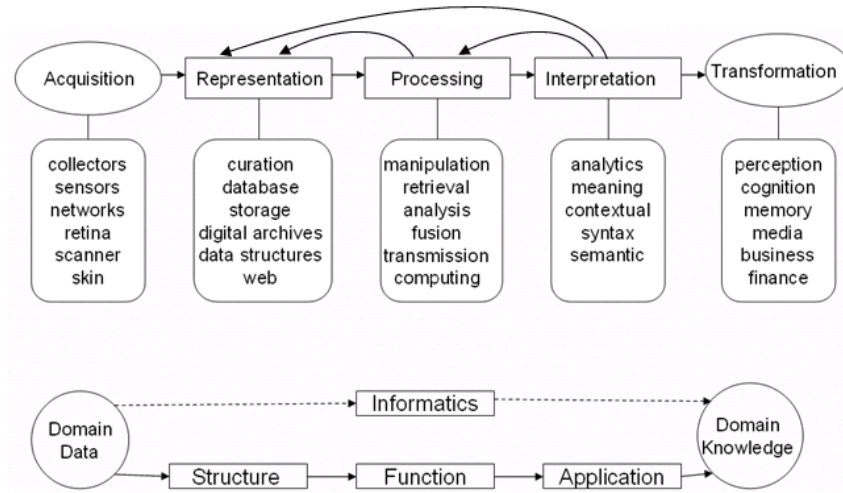 Acquisition
Representation
Processing
Interpretation
Transformation
collectors
sensors
networks
retina
scanner
skin
curation
database
storage
digital archives
data structures
web
manipulation
retrieval
analysis
fusion
transmission
computing
analytics
meaning
contextual
syntax
semantic
perception
cognition
memory
media
business
finance
Domain
Data
Informatics
Structure
Function
Application
Domain
Knowledge